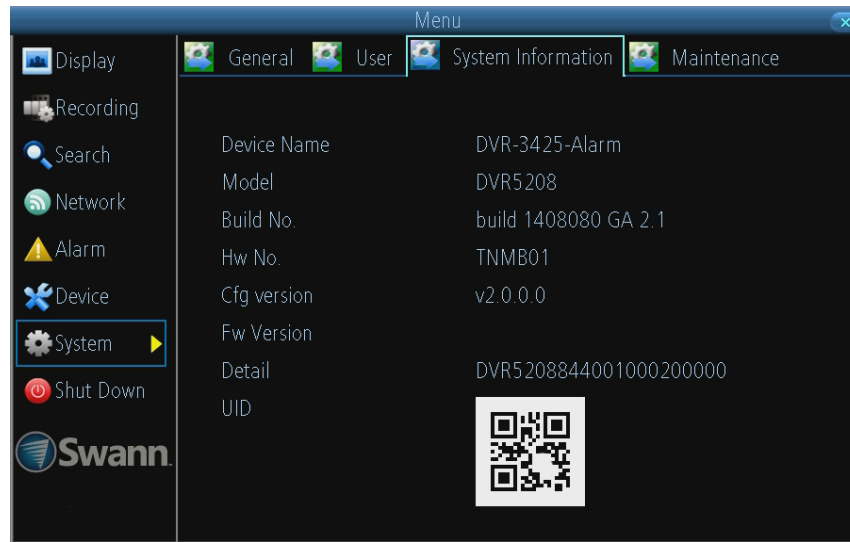 Menu
Display
Recording
Search
Network
Alarm
Device
System
Shut Down
Swann.
General User System Information Maintenance
Device Name DVR-3425-Alarm
Model DVR5208
Build No. build 1408080 GA 2.1
Hw No. TNMB01
Cfg version v2.0.0.0
Fw Version
Detail DVR5208844001000200000
UID